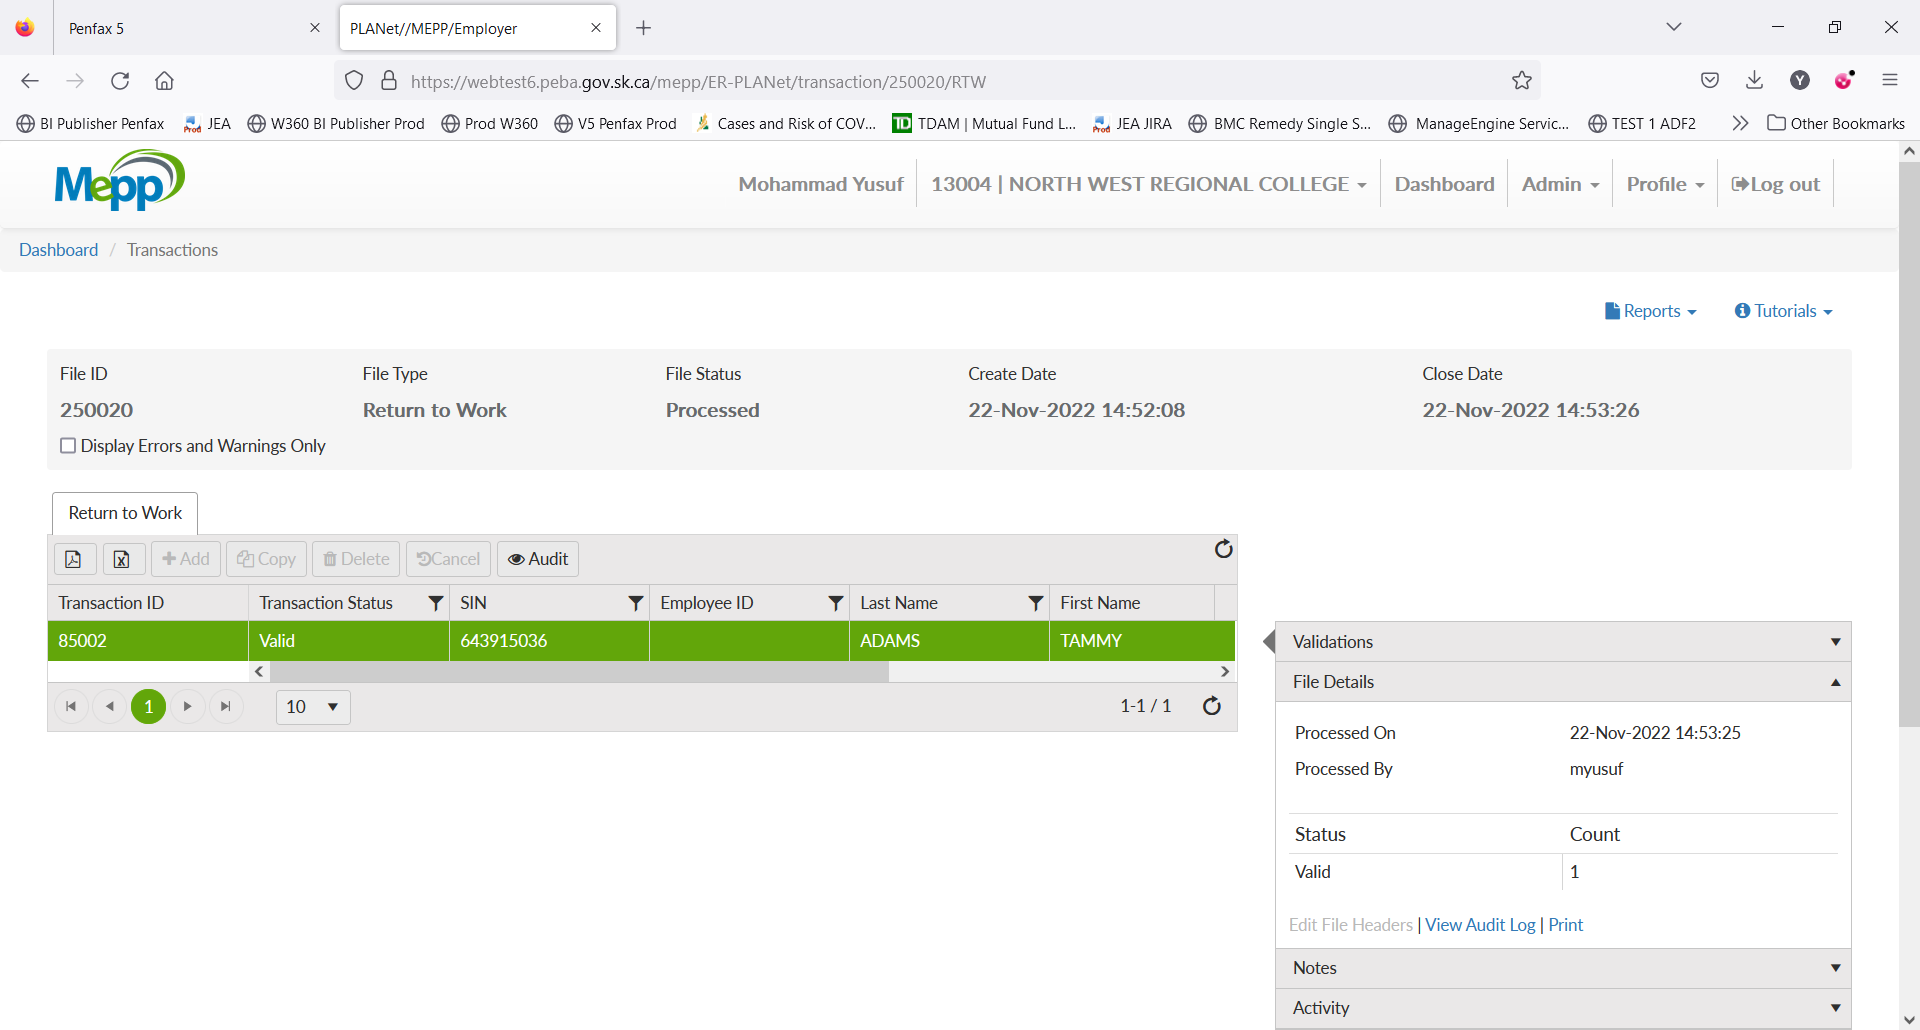 Penfax 5
PLANet//MEPP/Employer
https://webtest6.peba.gov.sk.ca/mepp/ER-PLANet/transaction/250020/RTW
Y
BI Publisher Penfax
Prod JEA
W360 BI Publisher Prod
Prod W360
V5 Penfax Prod
Cases and Risk of COV...
TD TDAM | Mutual Fund L...
Prod JEA JIRA
BMC Remedy Single S...
ManageEngine Servic...
TEST 1 ADF2
Other Bookmarks
Mepp
Mohammad Yusuf
13004 | NORTH WEST REGIONAL COLLEGE
Dashboard
Admin
Profile
Log out
Dashboard / Transactions
Reports
Tutorials
File ID
File Type
File Status
Create Date
Close Date
250020
Return to Work
Processed
22-Nov-2022 14:52:08
22-Nov-2022 14:53:26
Display Errors and Warnings Only
Return to Work
Add
Copy
Delete
Cancel
Audit
Transaction ID
Transaction Status
SIN
Employee ID
Last Name
First Name
85002
Valid
643915036
ADAMS
TAMMY
1
10
1-1 / 1
Validations
File Details
Processed On
22-Nov-2022 14:53:25
Processed By
myusuf
Status
Count
Valid
1
Edit File Headers | View Audit Log | Print
Notes
Activity